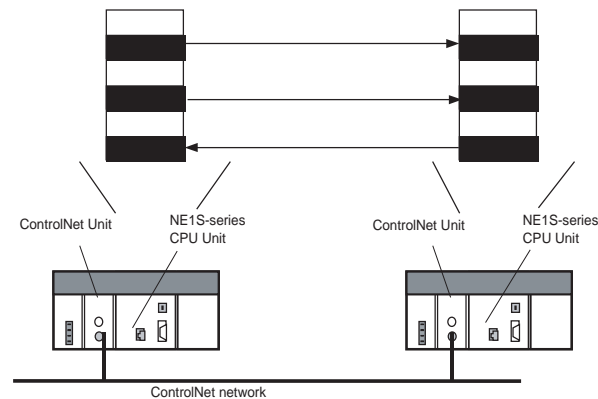 ControlNet Unit
NE1S-series
CPU Unit
ControlNet Unit
NE1S-series
CPU Unit
ControlNet network